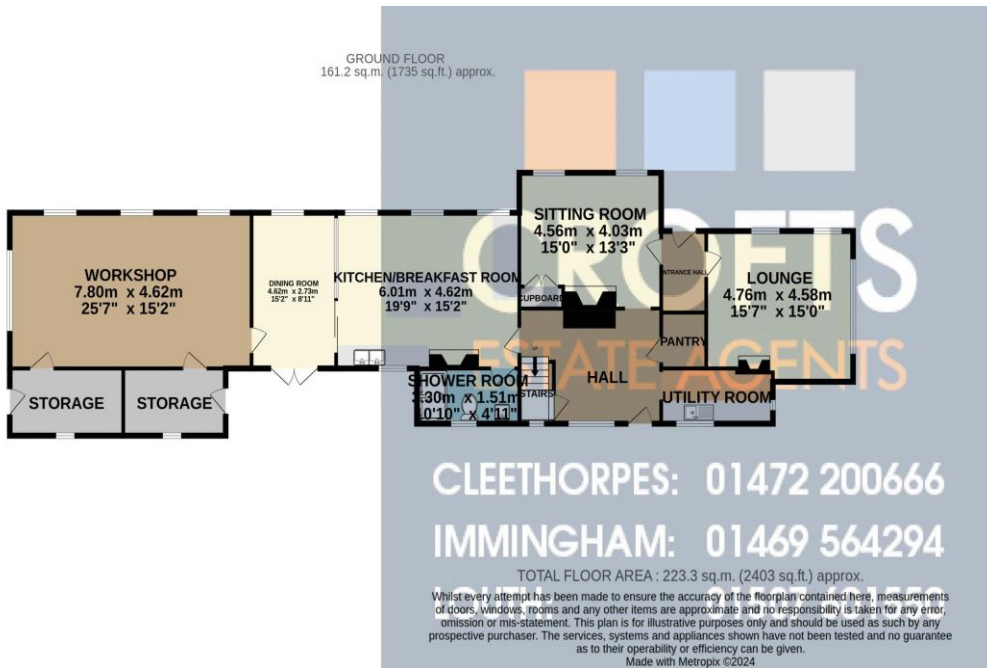 GROUND FLOOR
161.2 sq.m. (1735 sq.ft.) approx.
SITTING ROOM
4.56m x 4.03m
15'0" x 13'3"
CROFTS
WORKSHOP
7.80m x 4.62m
25'7" x 15'2"
DINING ROOM
4.62m x 2.73m
15'2" x 8'11"
KITCHEN/BREAKFAST ROOM
6.01m x 4.62m
19'9" x 15'2"
ENTRANCE HALL
LOUNGE
4.76m x 4.58m
15'7" x 15'0"
CUPBOARD
PANTRY
ESTATE AGENTS
STORAGE
STORAGE
SHOWER ROOM
3.30m x 1.51m
10'10" x 4'11"
STAIRS
HALL
UTILITY ROOM
CLEETHORPES: 01472 200666
IMMINGHAM: 01469 564294
TOTAL FLOOR AREA : 223.3 sq.m. (2403 sq.ft.) approx.
Whilst every attempt has been made to ensure the accuracy of the floorplan contained here, measurements
of doors, windows, rooms and any other items are approximate and no responsibility is taken for any error,
omission or mis-statement. This plan is for illustrative purposes only and should be used as such by any
prospective purchaser. The services, systems and appliances shown have not been tested and no guarantee
as to their operability or efficiency can be given.
Made with Metropix ©2024